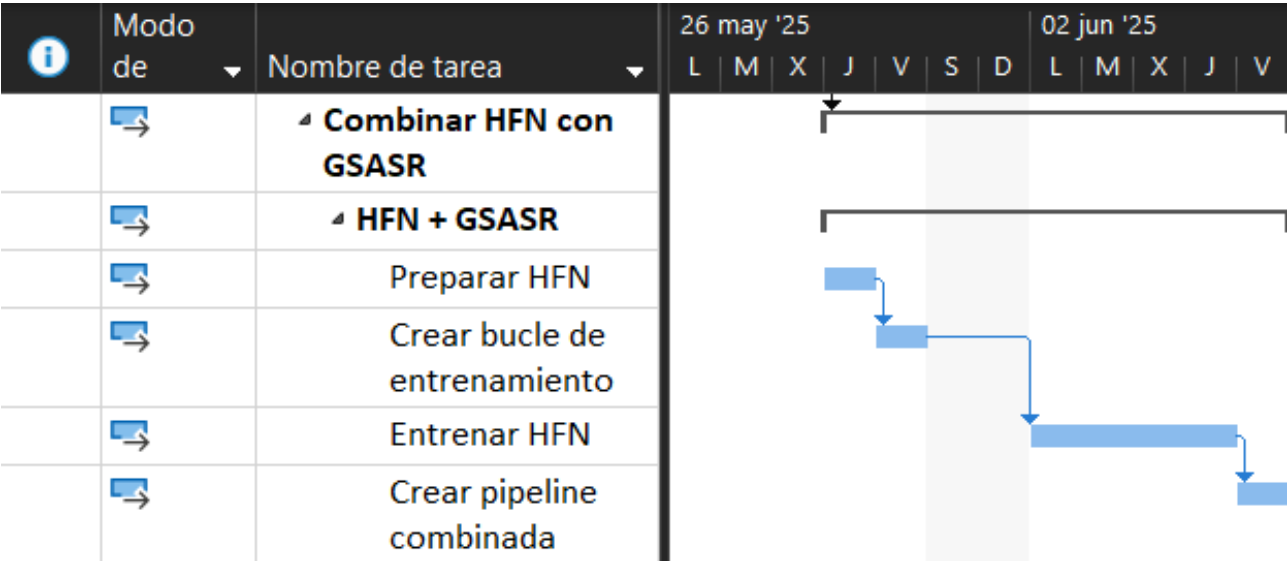 26 may '25 02 jun '25
Modo de Nombre de tarea L M X J V S D L M X J V
Combinar HFN con
GSASR
HFN + GSASR
Preparar HFN
Crear bucle de
entrenamiento
Entrenar HFN
Crear pipeline
combinada